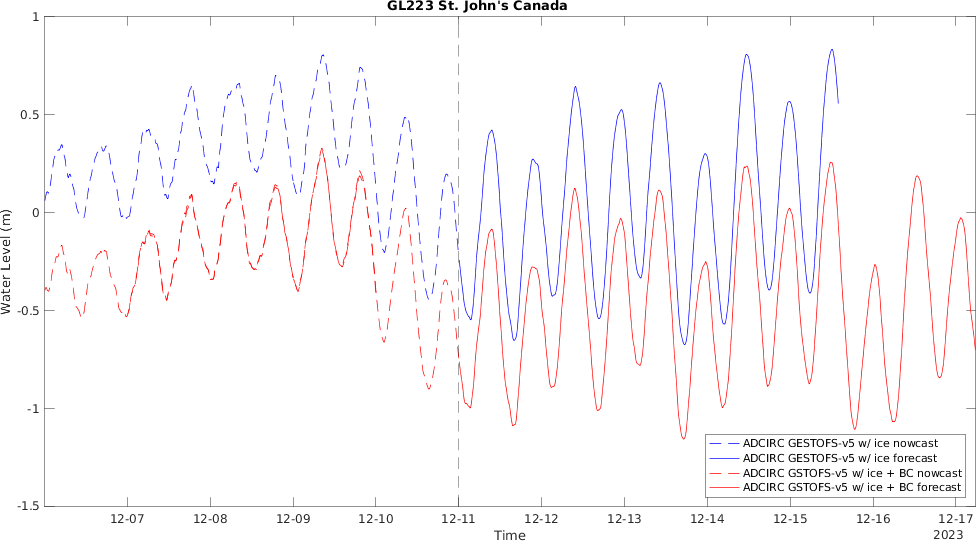 GL223 St. John's Canada
Water Level (m)
1
0.5
0
-0.5
-1
-1.5
ADCIRC GESTOFS-v5 w/ ice nowcast
ADCIRC GESTOFS-v5 w/ ice forecast
ADCIRC GSTOFS-v5 w/ ice + BC nowcast
ADCIRC GSTOFS-v5 w/ ice + BC forecast
12-07 12-08 12-09 12-10 12-11 12-12 12-13 12-14 12-15 12-16 12-17
Time
2023